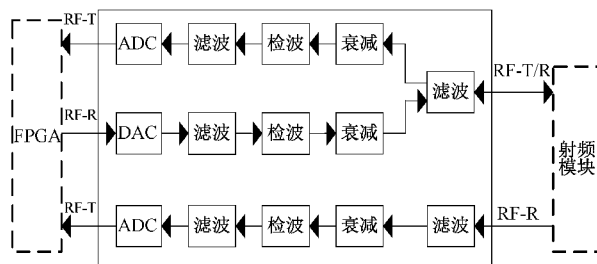 RF-T
ADC 滤波 检波 衰减
滤波
RF-T/R
RF-R
FPGA
DAC 滤波 检波 衰减
射频
模块
RF-T
ADC 滤波 检波 衰减 滤波
RF-R